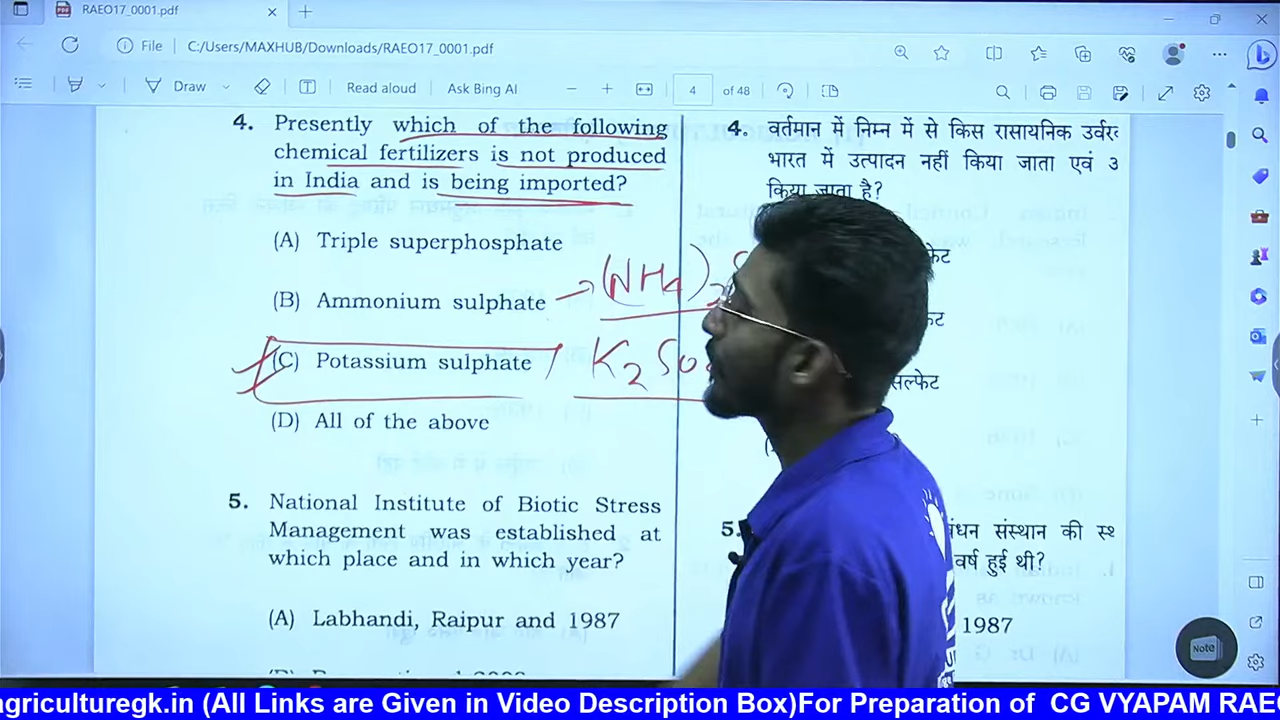 RAEO17_0001.pdf
File
C:/Users/MAXHUB/Downloads/RAEO17_0001.pdf
Draw
Read aloud
Ask Bing AI
4
of 48
4. Presently which of the following
chemical fertilizers is not produced
in India and is being imported?
(A) Triple superphosphate
(B) Ammonium sulphate → (NH4)2
(C) Potassium sulphate / K2SO
(D) All of the above
5. National Institute of Biotic Stress
Management was established at
which place and in which year?
(A) Labhandi, Raipur and 1987
4. वर्तमान में निम्न में से किस रासायनिक
भारत में उत्पादन नहीं किया जाता एवं
किया जाता है?
सल्फेट
5.
संस्थान की
वर्ष हुई थी?
1987
Note
agriculturegk.in (All Links are Given in Video Description Box)For Preparation of CG VYAPAM RAEO